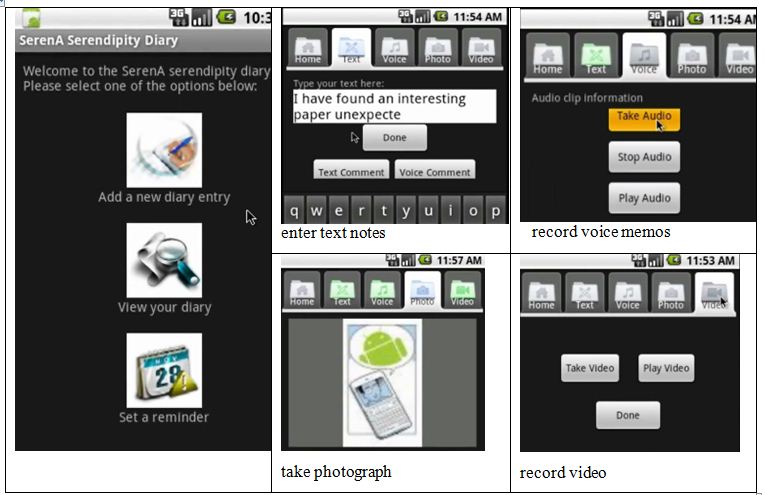 10:3
SerenA Serendipity Diary
Welcome to the SerenA serendipity diary
Please select one of the options below:
Add a new diary entry
View your diary
NOV
28
Set a reminder
3G 11:54 AM
Home Text Voice Photo Video
Type your text here:
I have found an interesting
paper unexpecte
Done
Text Comment Voice Comment
q w e r t y u i o p
enter text notes
3G 11:54 A
Home Text Voice Photo Video
Audio clip information
Take Audio
Stop Audio
Play Audio
record voice memos
3G 11:57 AM
Home Text Voice Photo Video
take photograph
3G 11:53 AM
Home Text Voice Photo Video
Take Video Play Video
Done
record video